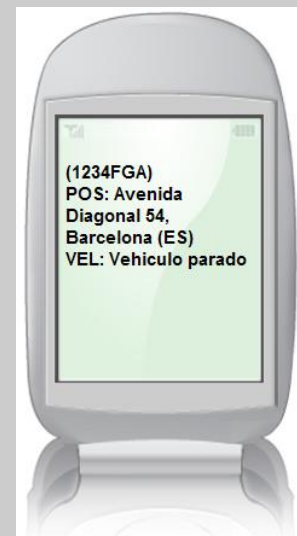 (1234FGA)
POS: Avenida
Diagonal 54,
Barcelona (ES)
VEL: Vehiculo parado